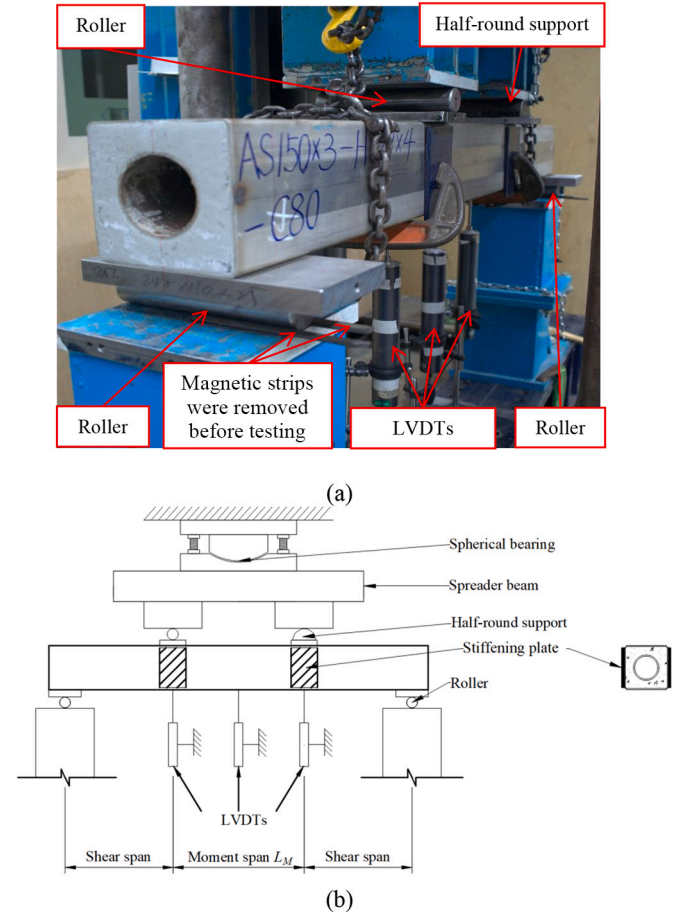 Roller
Half-round support
AS150×3-H
×4
-C80
Magnetic strips
were removed
before testing
Roller
LVDTs
Roller
(a)
Spherical bearing
Spreader beam
Half-round support
Stiffening plate
Roller
LVDTs
Shear span
Moment span L_M
Shear span
(b)